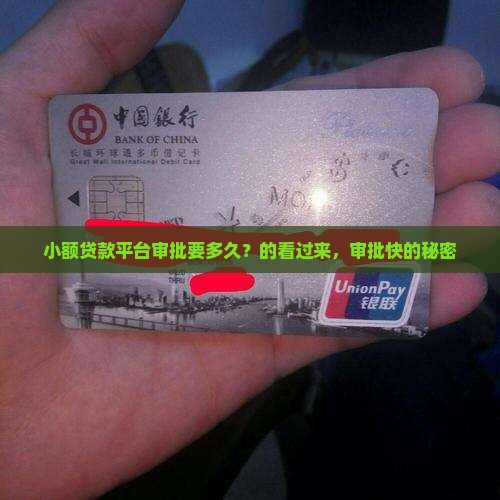 中国银行
BANK OF CHINA
长城环球通多币借记卡
Great Wall International Debit Card
MO
小额贷款平台审批要多久？的看过来，审批快的秘密
THRU
UnionPay
银联